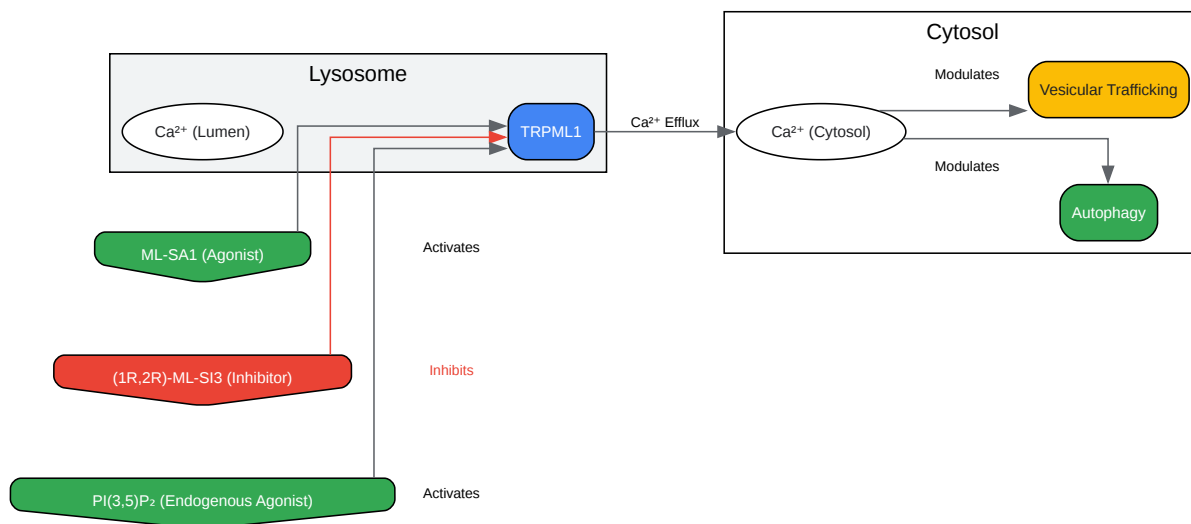 Cytosol
Lysosome
Modulates
Vesicular Trafficking
Ca²⁺ (Lumen)
TRPML1
Ca²⁺ Efflux
Ca²⁺ (Cytosol)
Modulates
Autophagy
ML-SA1 (Agonist)
Activates
(1R,2R)-ML-SI3 (Inhibitor)
Inhibits
PI(3,5)P₂ (Endogenous Agonist)
Activates